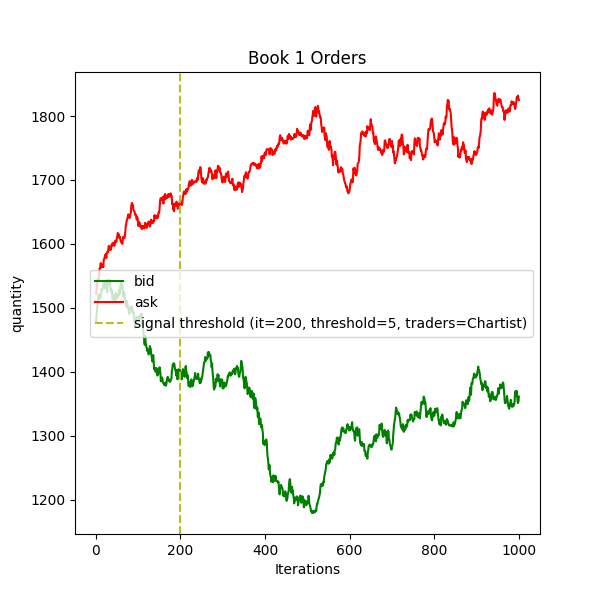 Book 1 Orders
1800
1700
1600
1500
1400
1300
1200
quantity
bid
ask
signal threshold (it=200, threshold=5, traders=Chartist)
0 200 400 600 800 1000
Iterations